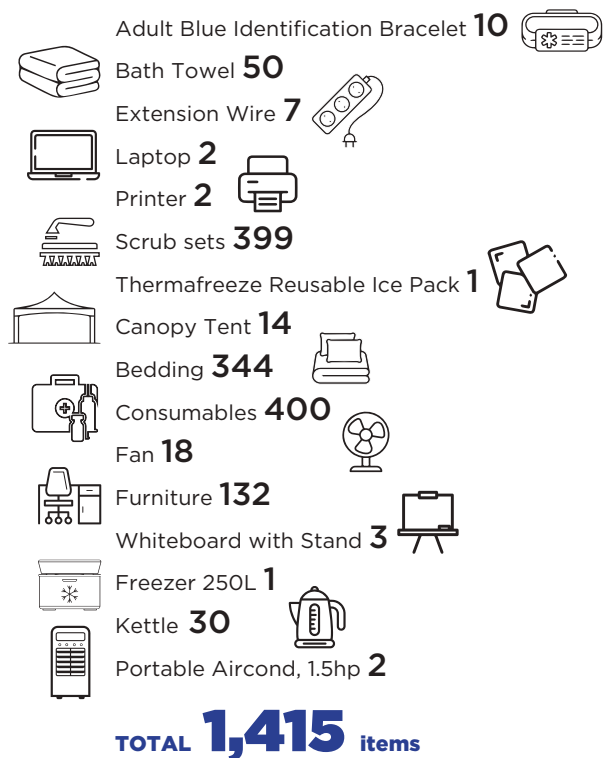 Adult Blue Identification Bracelet 10
Bath Towel 50
Extension Wire 7
Laptop 2
Printer 2
Scrub sets 399
Thermafreeze Reusable Ice Pack 1
Canopy Tent 14
Bedding 344
Consumables 400
Fan 18
Furniture 132
Whiteboard with Stand 3
Freezer 250L 1
Kettle 30
Portable Aircond, 1.5hp 2
TOTAL 1,415 items